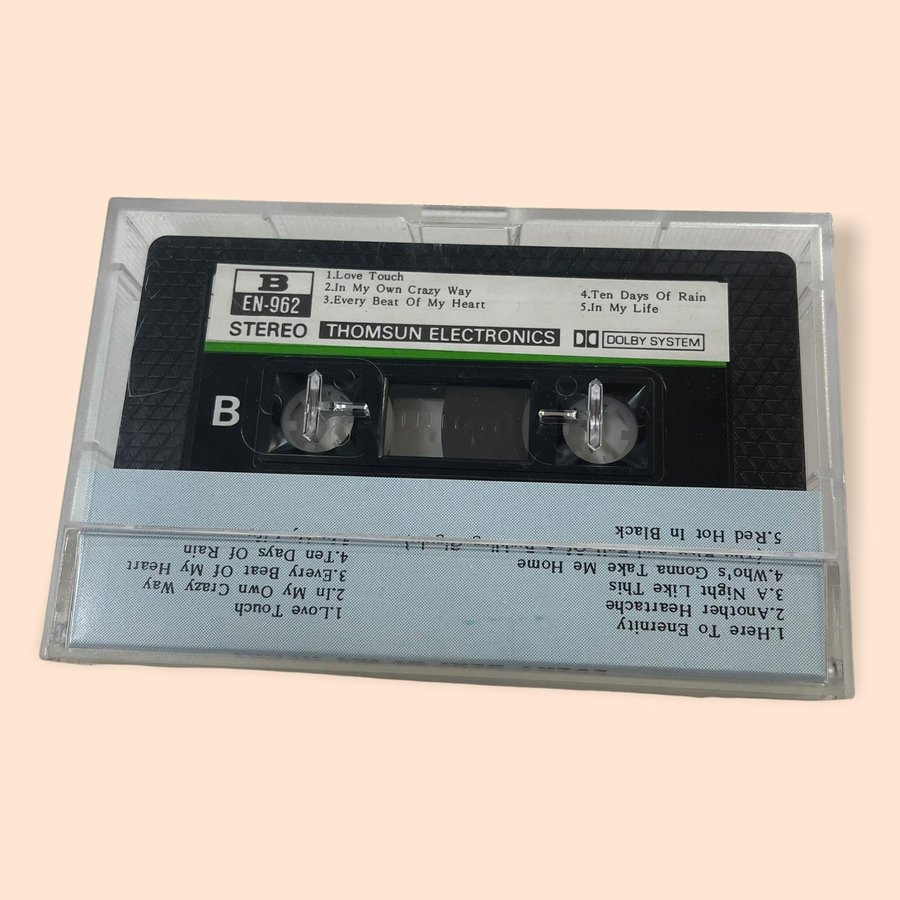 B
EN-962
STEREO
1.Love Touch
2.In My Own Crazy Way
3.Every Beat Of My Heart
4.Ten Days Of Rain
5.In My Life
THOMSUN ELECTRONICS
DOLBY SYSTEM
B
1.Here To Enernity
2.Another Heartache
3.A Night Like This
4.Who's Gonna Take Me Home
5.Red Hot In Black
1.Love Touch
2.In My Own Crazy Way
3.Every Beat Of My Heart
4.Ten Days Of Rain